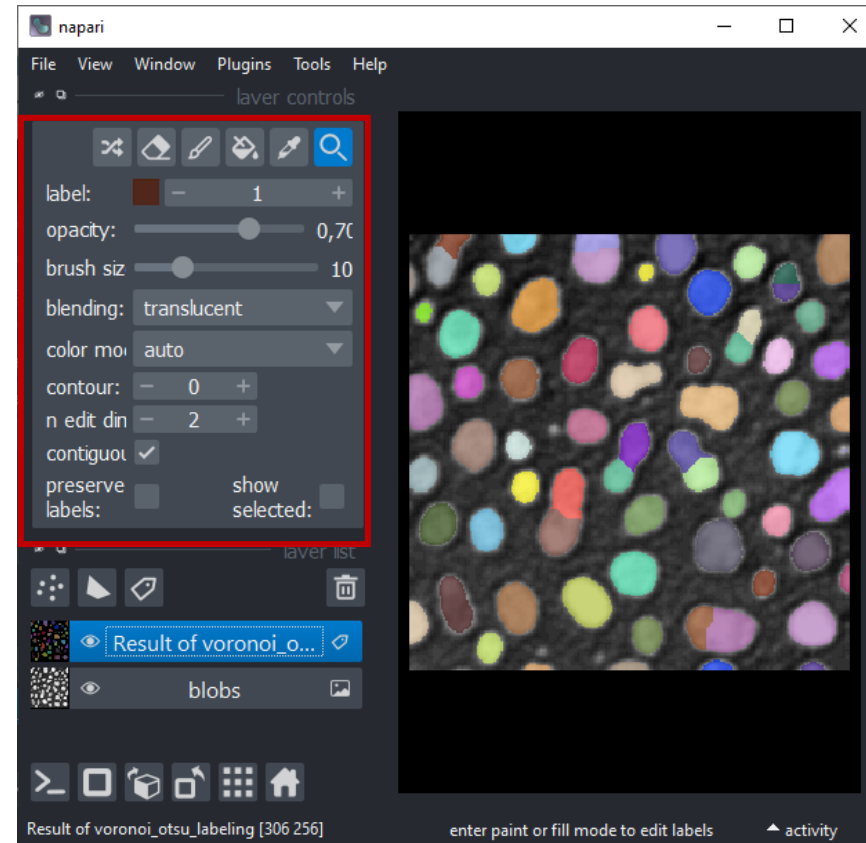 napari
File View Window Plugins Tools Help
layer controls
label: 1
opacity: 0,70
brush siz 10
blending: translucent
color mo auto
contour: 0
n edit din 2
contiguou
preserve labels: show selected:
layer list
Result of voronoi_o...
blobs
Result of voronoi_otsu_labeling [306 256]
enter paint or fill mode to edit labels
activity